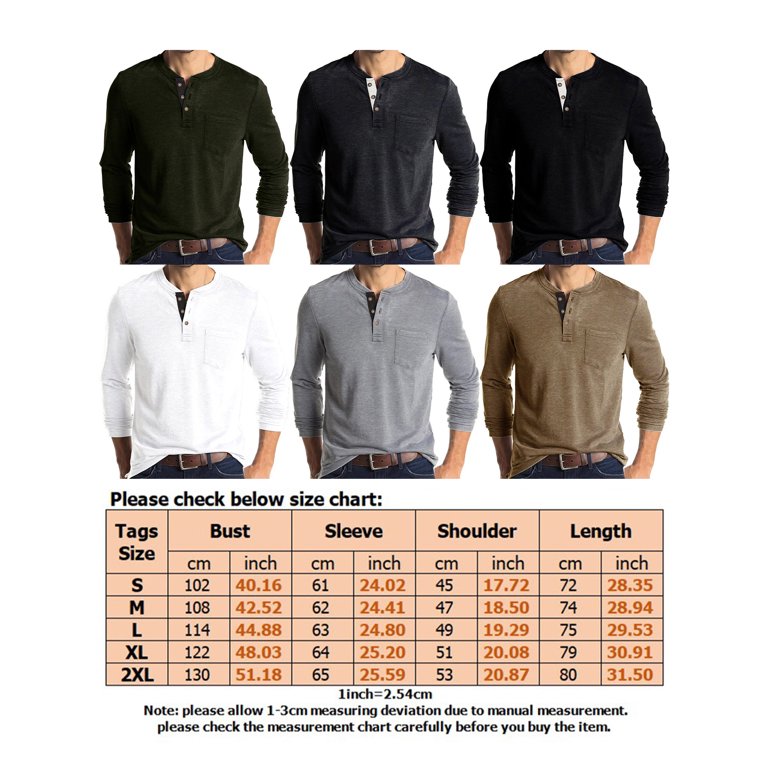 Please check below size chart:
Tags Size Bust Sleeve Shoulder Length
cm inch cm inch cm inch cm inch
S 102 40.16 61 24.02 45 17.72 72 28.35
M 108 42.52 62 24.41 47 18.50 74 28.94
L 114 44.88 63 24.80 49 19.29 75 29.53
XL 122 48.03 64 25.20 51 20.08 79 30.91
2XL 130 51.18 65 25.59 53 20.87 80 31.50
1inch=2.54cm
Note: please allow 1-3cm measuring deviation due to manual measurement.
please check the measurement chart carefully before you buy the item.